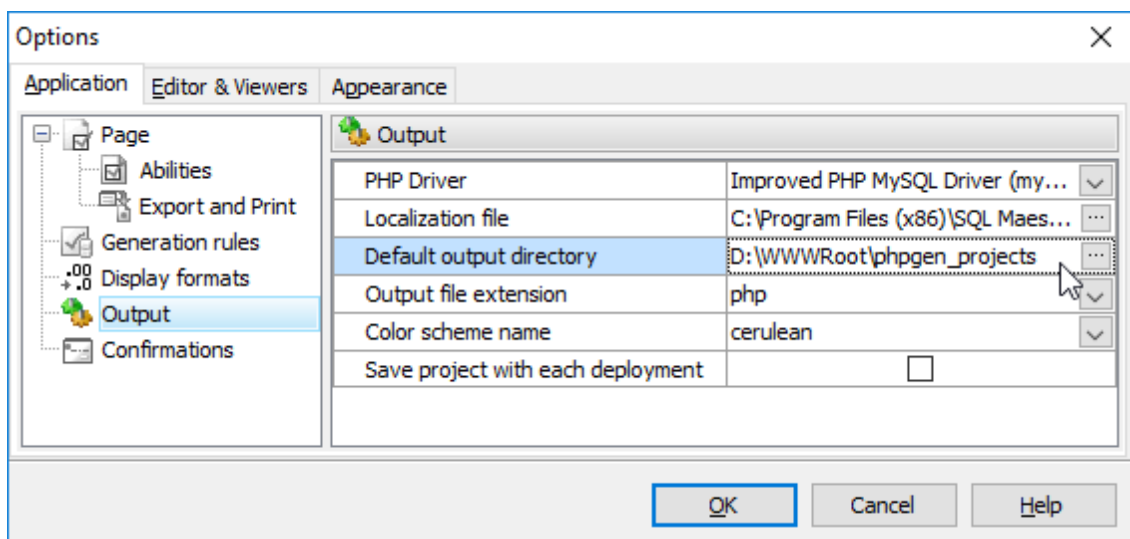 Options
Application Editor & Viewers Appearance
Page
Abilities
Export and Print
Generation rules
Display formats
Output
Confirmations
Output
PHP Driver Improved PHP MySQL Driver (my...
Localization file C:\Program Files (x86)\SQL Maes...
Default output directory D:\WWWRoot\phpgen_projects
Output file extension php
Color scheme name cerulean
Save project with each deployment
OK Cancel Help